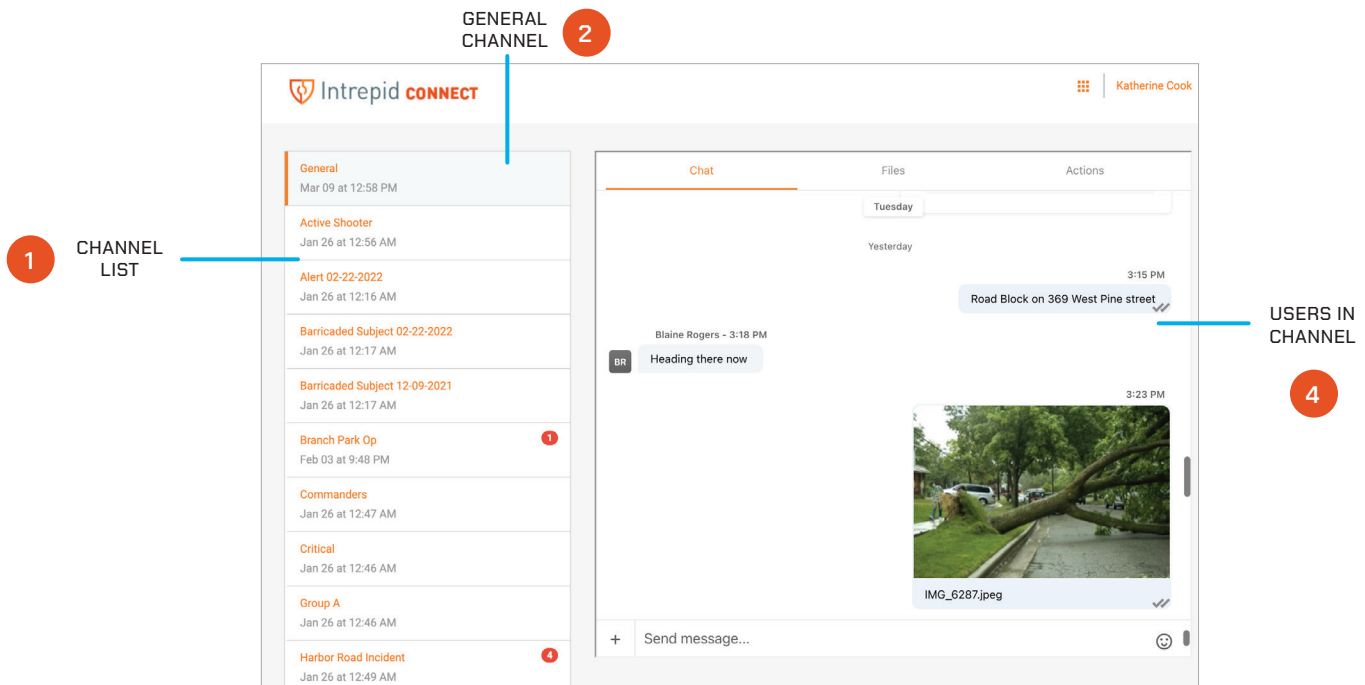 GENERAL
CHANNEL
2
Intrepid CONNECT
Katherine Cook
1
CHANNEL
LIST
General
Mar 09 at 12:58 PM
Active Shooter
Jan 26 at 12:56 AM
Alert 02-22-2022
Jan 26 at 12:16 AM
Barricaded Subject 02-22-2022
Jan 26 at 12:17 AM
Barricaded Subject 12-09-2021
Jan 26 at 12:17 AM
Branch Park Op
1
Feb 03 at 9:48 PM
Commanders
Jan 26 at 12:47 AM
Critical
Jan 26 at 12:46 AM
Group A
Jan 26 at 12:46 AM
Harbor Road Incident
4
Jan 26 at 12:49 AM
Chat
Files
Actions
Tuesday
Yesterday
3:15 PM
Road Block on 369 West Pine street
Blaine Rogers - 3:18 PM
BR
Heading there now
3:23 PM
IMG_6287.jpeg
+
Send message...
USERS IN
CHANNEL
4